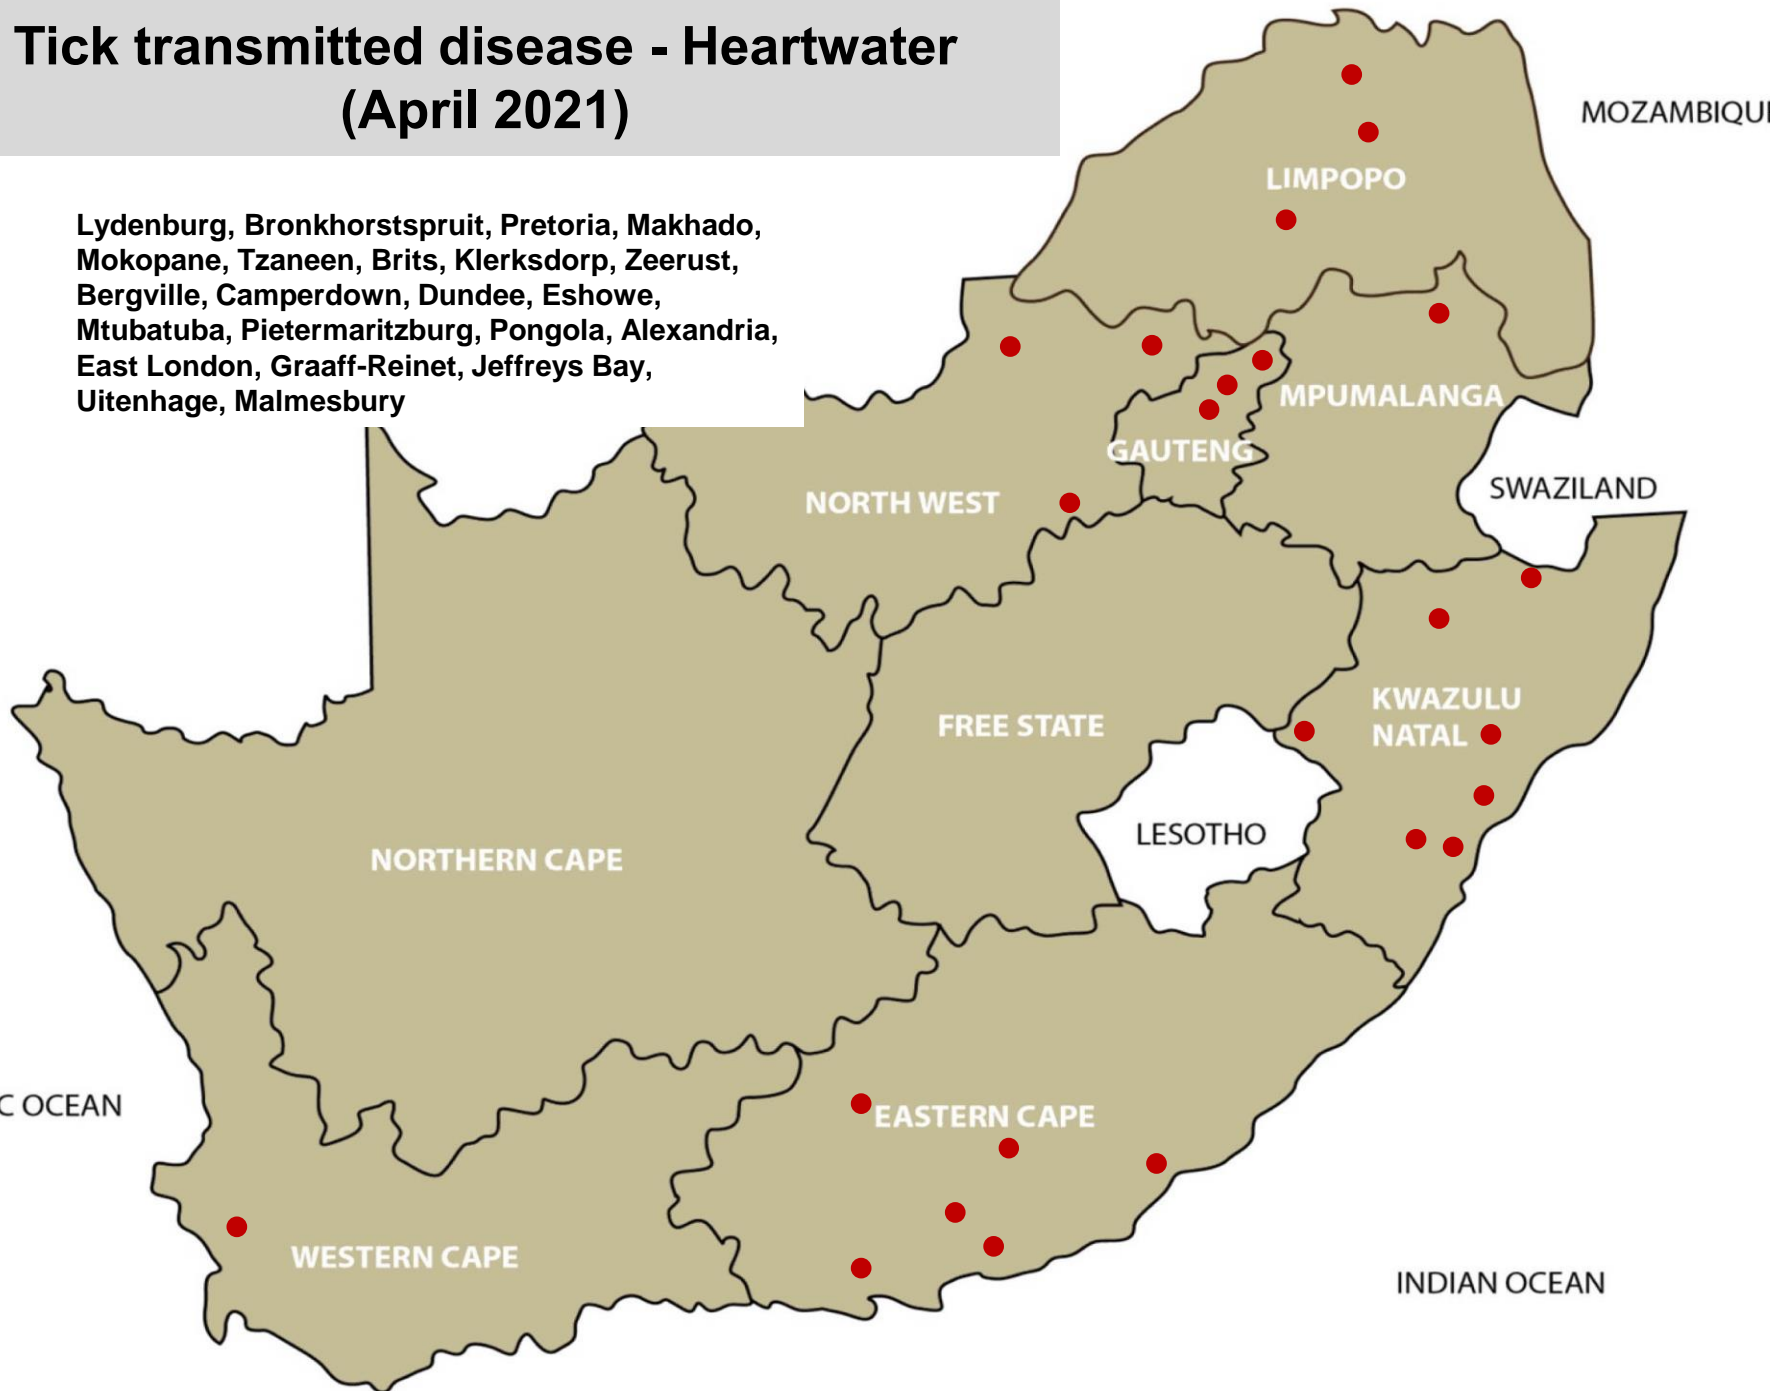 Tick transmitted disease - Heartwater
(April 2021)
Lydenburg, Bronkhorstspruit, Pretoria, Makhado,
Mokopane, Tzaneen, Brits, Klerksdorp, Zeerust,
Bergville, Camperdown, Dundee, Eshowe,
Mtubatuba, Pietermaritzburg, Pongola, Alexandria,
East London, Graaff-Reinet, Jeffreys Bay,
Uitenhage, Malmesbury
MOZAMBIQUE
LIMPOPO
MPUMALANGA
GAUTENG
SWAZILAND
NORTH WEST
KWAZULU
NATAL
FREE STATE
LESOTHO
NORTHERN CAPE
C OCEAN
EASTERN CAPE
WESTERN CAPE
INDIAN OCEAN